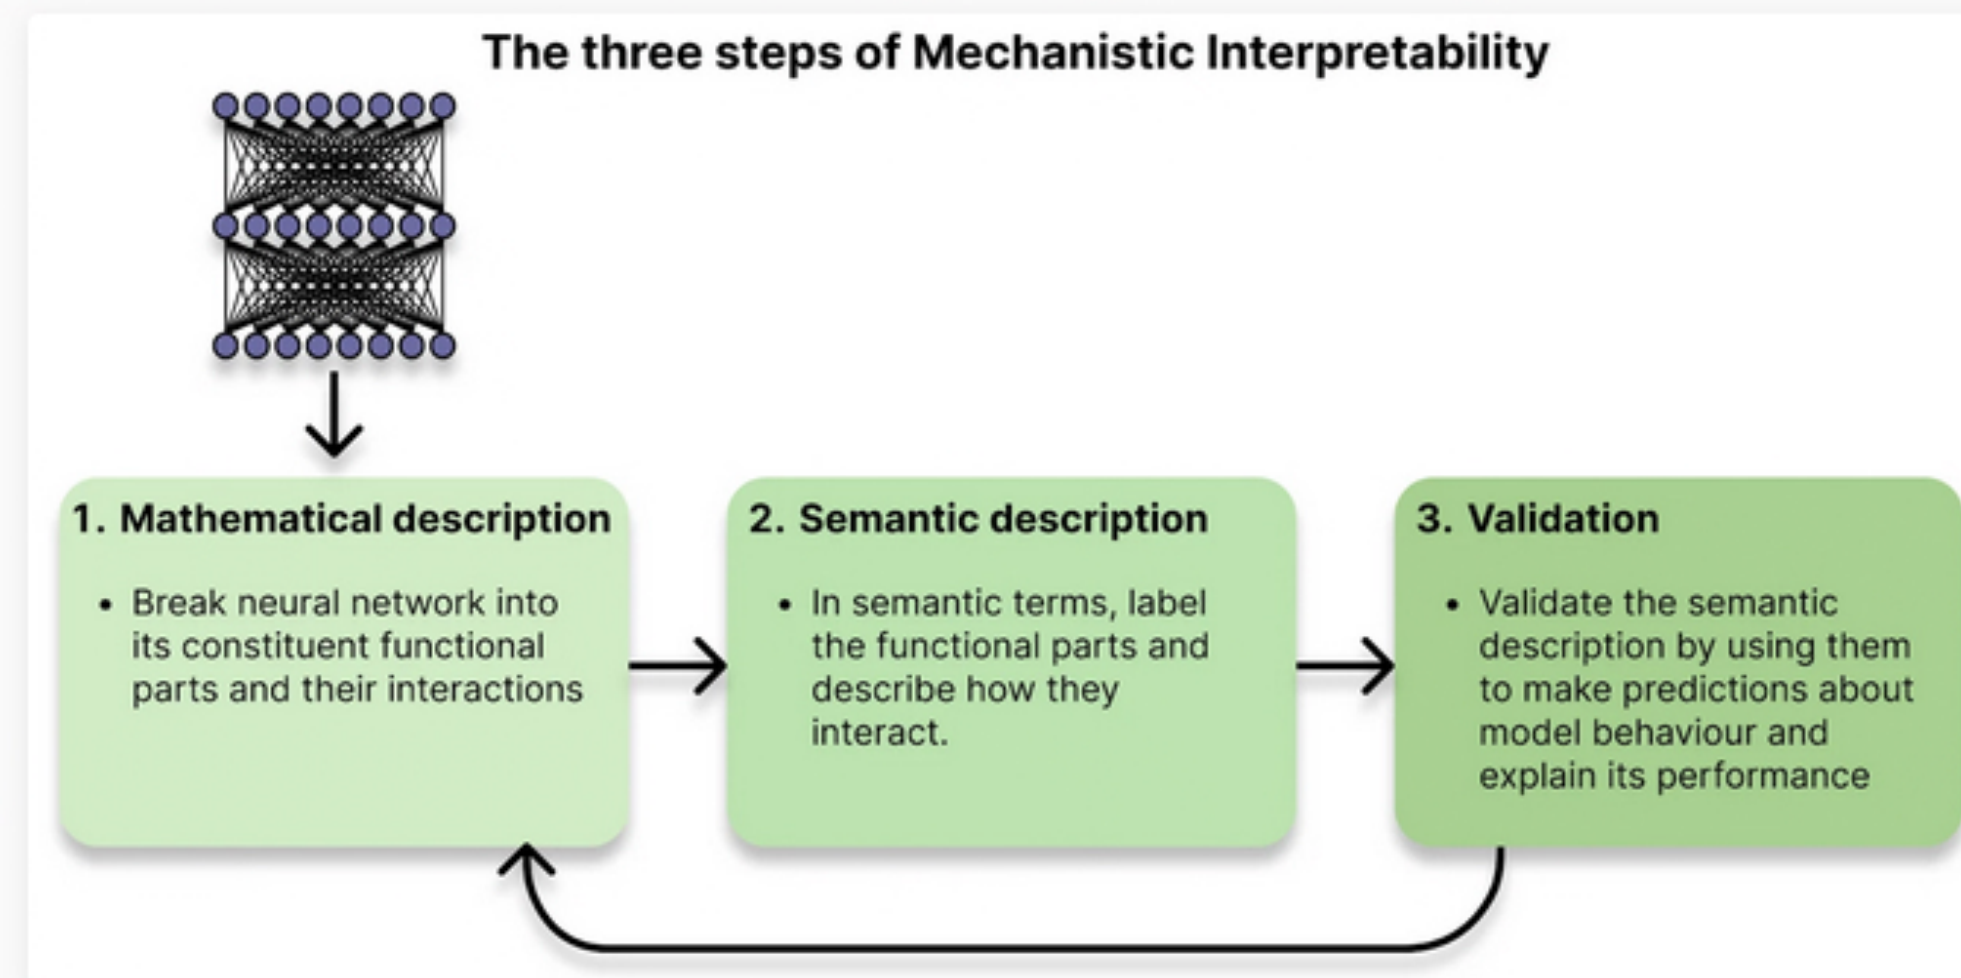 The three steps of Mechanistic Interpretability
1. Mathematical description
• Break neural network into
its constituent functional
parts and their interactions
2. Semantic description
• In semantic terms, label
the functional parts and
describe how they
interact.
3. Validation
• Validate the semantic
description by using them
to make predictions about
model behaviour and
explain its performance